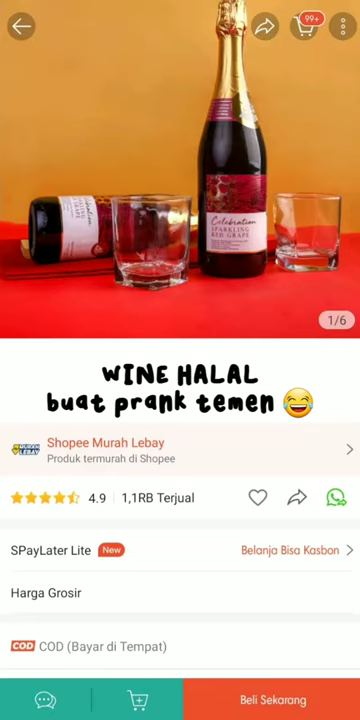 99+
Celebration
SPARKLING
RED GRAPE
1/6
WINE HALAL
buat prank temen
MURAH
LEBAY
Shopee Murah Lebay
Produk termurah di Shopee
4.9
1,1RB Terjual
SPayLater Lite
New
Belanja Bisa Kasbon
Harga Grosir
COD
COD (Bayar di Tempat)
Beli Sekarang